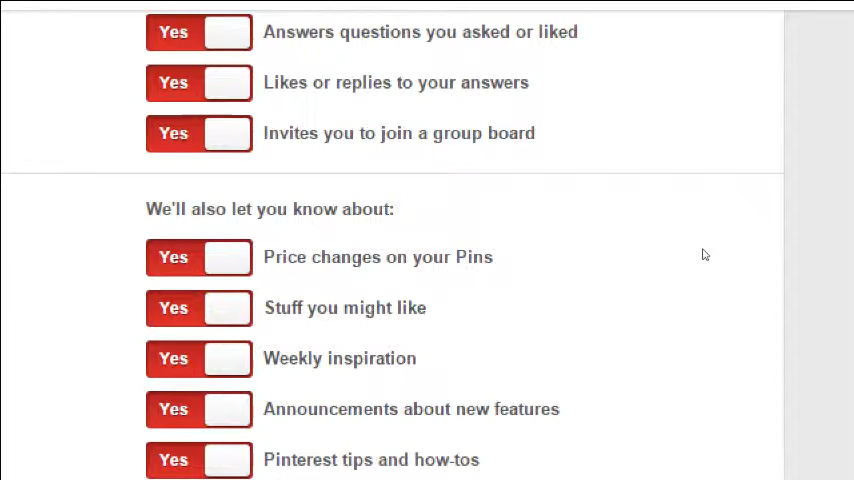 Yes Answers questions you asked or liked
Yes Likes or replies to your answers
Yes Invites you to join a group board
We'll also let you know about:
Yes Price changes on your Pins
Yes Stuff you might like
Yes Weekly inspiration
Yes Announcements about new features
Yes Pinterest tips and how-tos